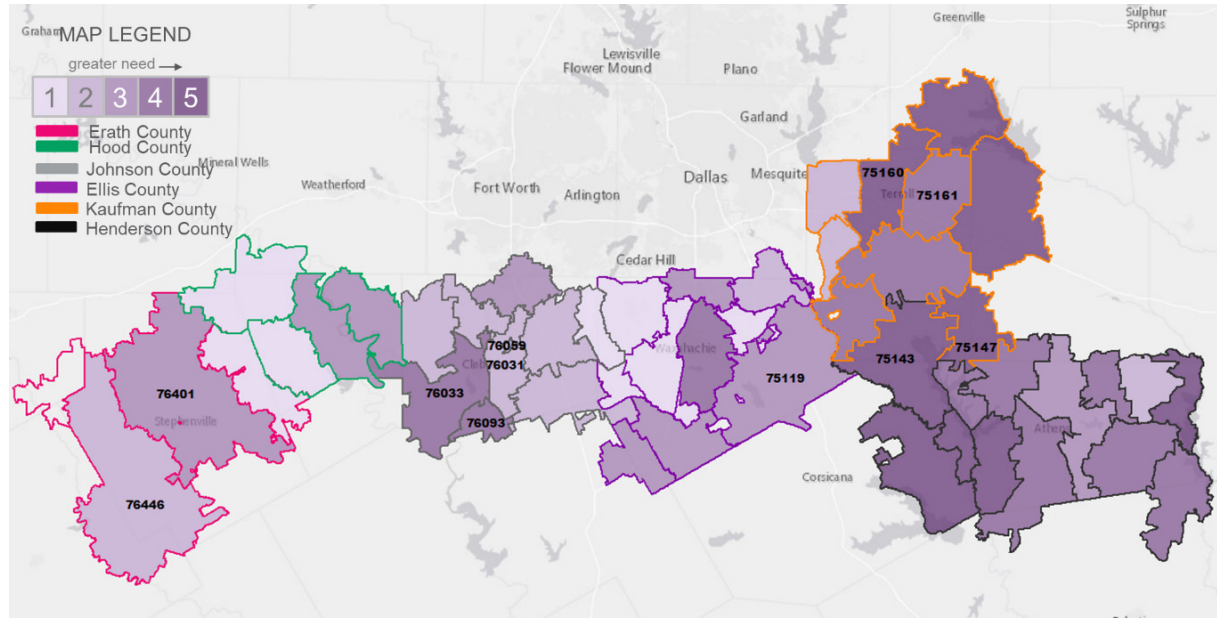 Graham
MAP LEGEND
greater need
1 2 3 4 5
Erath County
Hood County
Johnson County
Ellis County
Kaufman County
Henderson County
Greenville
Sulphur
Springs
Lewisville
Flower Mound
Plano
Garland
Mineral Wells
Weatherford
Fort Worth
Arlington
Dallas
Mesquite
75160
Terrell
75161
Cedar Hill
76059
76031
Waxahachie
75143
75147
76401
Stephenville
76033
75119
76093
Athens
76446
Corsicana